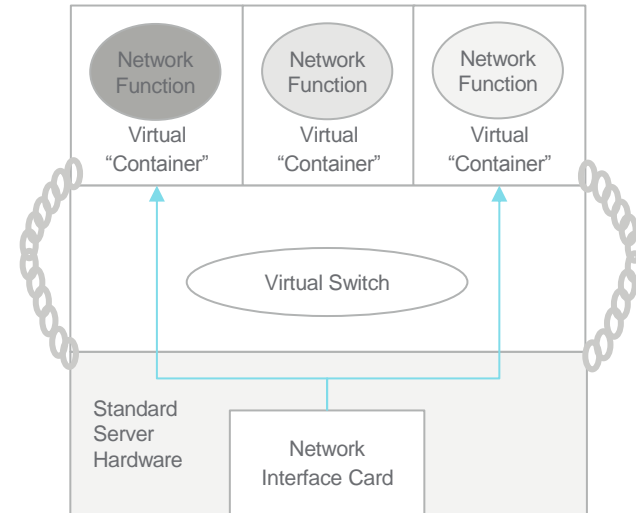 Network
Function
Network
Function
Network
Function
Virtual
“Container”
Virtual
“Container”
Virtual
“Container”
Virtual Switch
Standard
Server
Hardware
Network
Interface Card